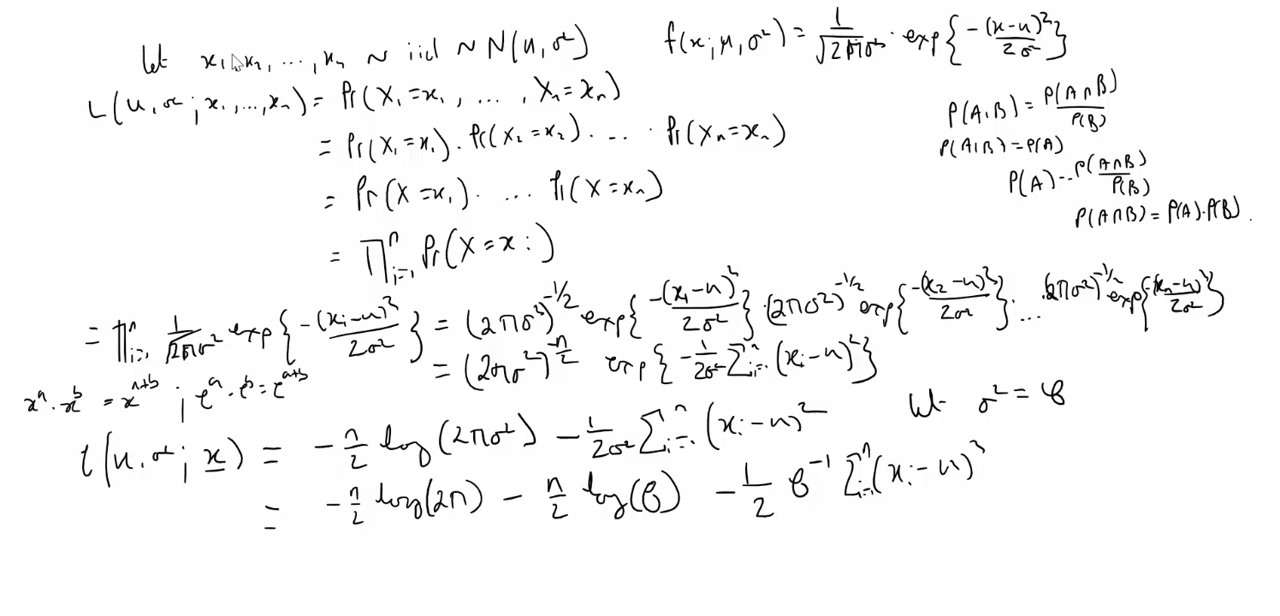 let x₁, x₂, ..., xₙ ~ iid ~ N(μ, σ²)
f(x; μ, σ²) = 1/√(2πσ²) · exp{-(x-μ)²/2σ²}
L(μ, σ²; x₁, ..., xₙ) = Pr(X₁=x₁, ..., Xₙ=xₙ)
= Pr(X₁=x₁) · Pr(X₂=x₂) · ... · Pr(Xₙ=xₙ)
= Pr(X=x₁) · ... Pr(X=xₙ)
= ∏ᵢ₌₁ⁿ Pr(X=xᵢ)
P(A|B) = P(A∩B)/P(B)
P(A|B) = P(A)
P(A) = P(A∩B)/P(B)
P(A∩B) = P(A)·P(B).
= ∏ᵢ₌₁ⁿ 1/√(2πσ²) exp{-(xᵢ-μ)²/2σ²} = (2πσ²)^(-1/2) exp{-(x₁-μ)²/2σ²} · (2πσ²)^(-1/2) exp{-(x₂-μ)²/2σ²} ... (2πσ²)^(-1/2) exp{-(xₙ-μ)²/2σ²}
= (2πσ²)^(-n/2) exp{-1/2σ² ∑ᵢ₌₁ⁿ (xᵢ-μ)²}
xᵃ·xᵇ = xᵃ⁺ᵇ ; eᵃ·eᵇ = eᵃ⁺ᵇ
l(μ, σ²; x) = -n/2 log(2πσ²) - 1/2σ² ∑ᵢ₌₁ⁿ (xᵢ-μ)²
let σ² = β
= -n/2 log(2π) - n/2 log(β) - 1/2 β⁻¹ ∑ᵢ₌₁ⁿ (xᵢ-μ)²